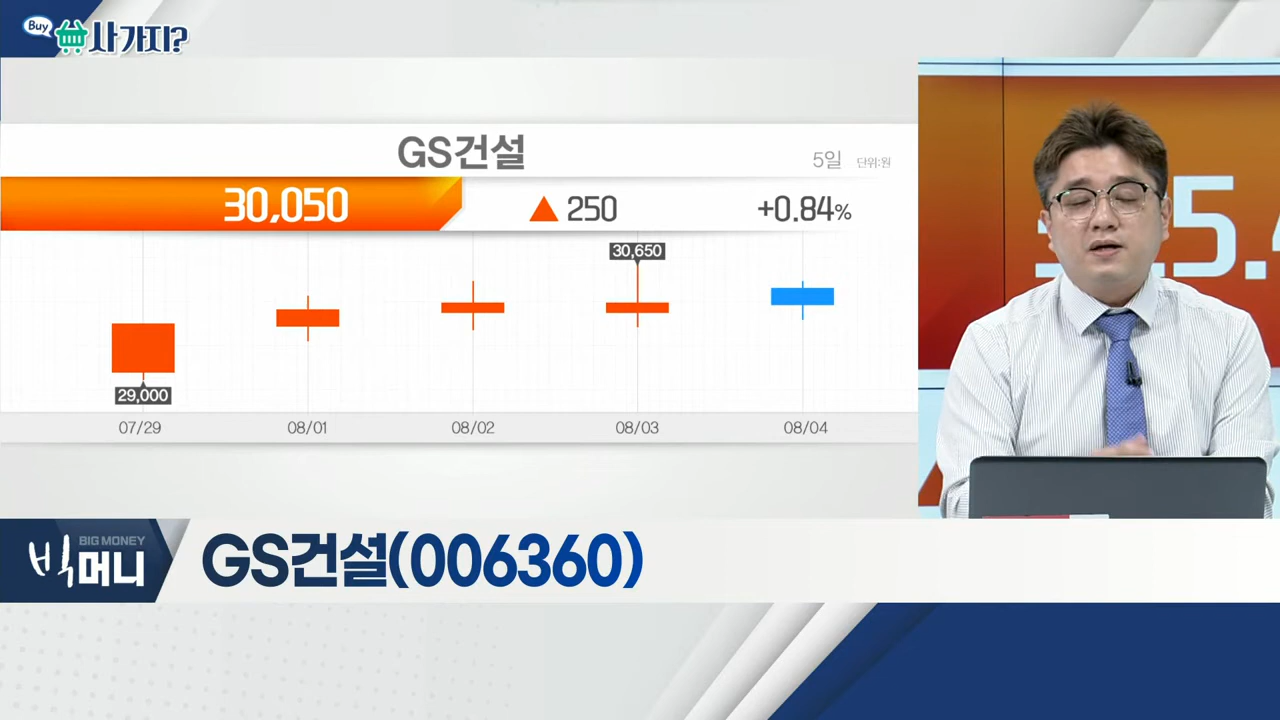 Buy
사가지?
GS건설
5일 단위:원
30,050 ▲ 250 +0.84%
30,650
29,000
07/29 08/01 08/02 08/03 08/04
BIG MONEY
빅머니
GS건설(006360)